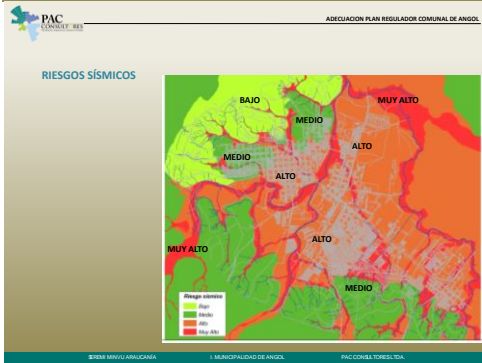 PAC
CONSULTORES
ADECUACION PLAN REGULADOR COMUNAL DE ANGOL
RIESGOS SÍSMICOS
BAJO
MUY ALTO
MEDIO
ALTO
MEDIO
ALTO
ALTO
MUY ALTO
MEDIO
Riesgo sísmico
Bajo
Medio
Alto
Muy Alto
SEREMI MINVU ARAUCANÍA
I. MUNICIPALIDAD DE ANGOL
PAC CONSULTORES LTDA.